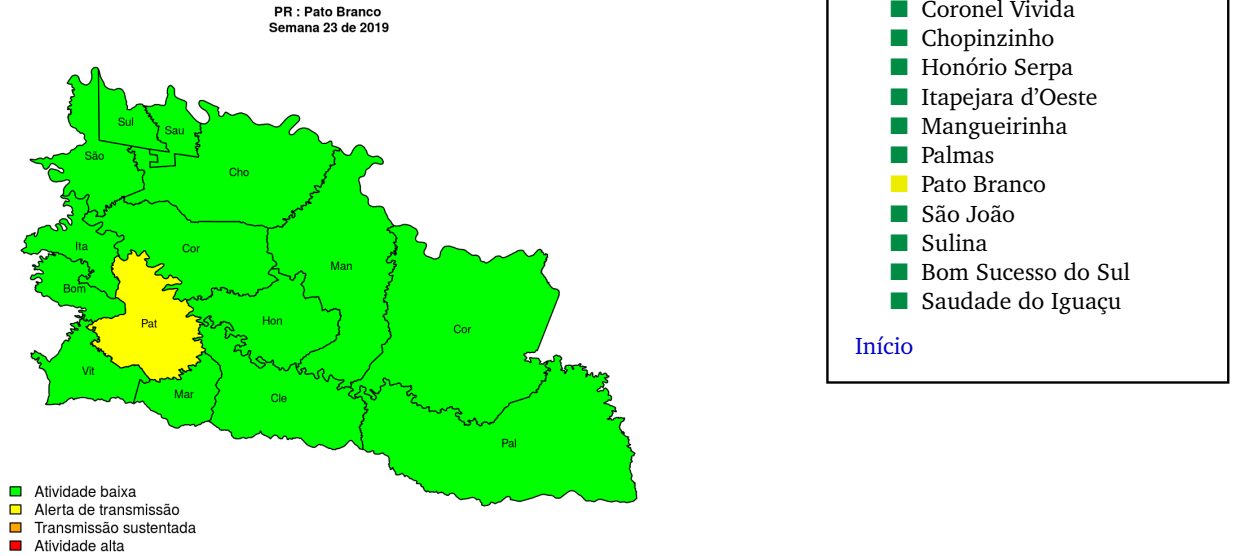 PR : Pato Branco
Semana 23 de 2019
Sul
Sau
São
Cho
Ita
Cor
Man
Bom
Pat
Hon
Cor
Vit
Mar
Cle
Pal
Atividade baixa
Alerta de transmissão
Transmissão sustentada
Atividade alta
Coronel Vivida
Chopinzinho
Honório Serpa
Itapejara d'Oeste
Mangueirinha
Palmas
Pato Branco
São João
Sulina
Bom Sucesso do Sul
Saudade do Iguaçu
Início